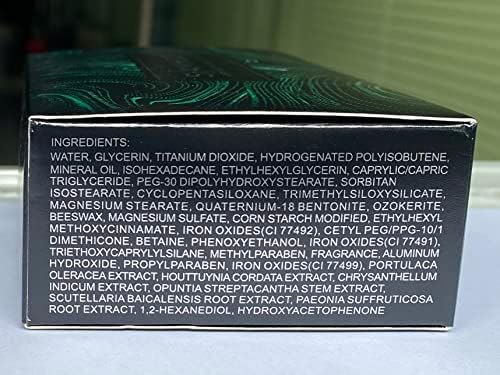 INGREDIENTS:
WATER, GLYCERIN, TITANIUM DIOXIDE, HYDROGENATED POLYISOBUTENE,
MINERAL OIL, ISOHEXADECANE, ETHYLHEXYLGLYCERIN, CAPRYLIC/CAPRIC
TRIGLYCERIDE, PEG-30 DIPOLYHYDROXYSTEARATE, SORBITAN
ISOSTEARATE, CYCLOPENTASILOXANE, TRIMETHYLSILOXYSILICATE,
MAGNESIUM STEARATE, QUATERNIUM-18 BENTONITE, OZOKERITE,
BEESWAX, MAGNESIUM SULFATE, CORN STARCH MODIFIED, ETHYLHEXYL
METHOXYCINNAMATE, IRON OXIDES(CI 77492), CETYL PEG/PPG-10/1
DIMETHICONE, BETAINE, PHENOXYETHANOL, IRON OXIDES(CI 77491),
TRIETHOXYCAPRYLYLSILANE, METHYLPARABEN, FRAGRANCE, ALUMINUM
HYDROXIDE, PROPYLPARABEN, IRON OXIDES(CI 77499), PORTULACA
OLERACEA EXTRACT, HOUTTUYNIA CORDATA EXTRACT, CHRYSANTHELLUM
INDICUM EXTRACT, OPUNTIA STREPTACANTHA STEM EXTRACT,
SCUTELLARIA BAICALENSIS ROOT EXTRACT, PAEONIA SUFFRUTICOSA
ROOT EXTRACT, 1,2-HEXANEDIOL, HYDROXYACETOPHENONE